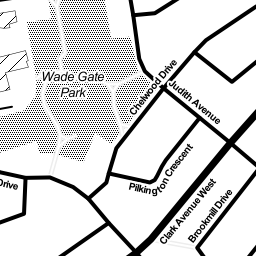 Wade Gate
Park
Chelwood Drive
Judith Avenue
Pilkington Crescent
Drive
Clark Avenue West
Brookmill Drive